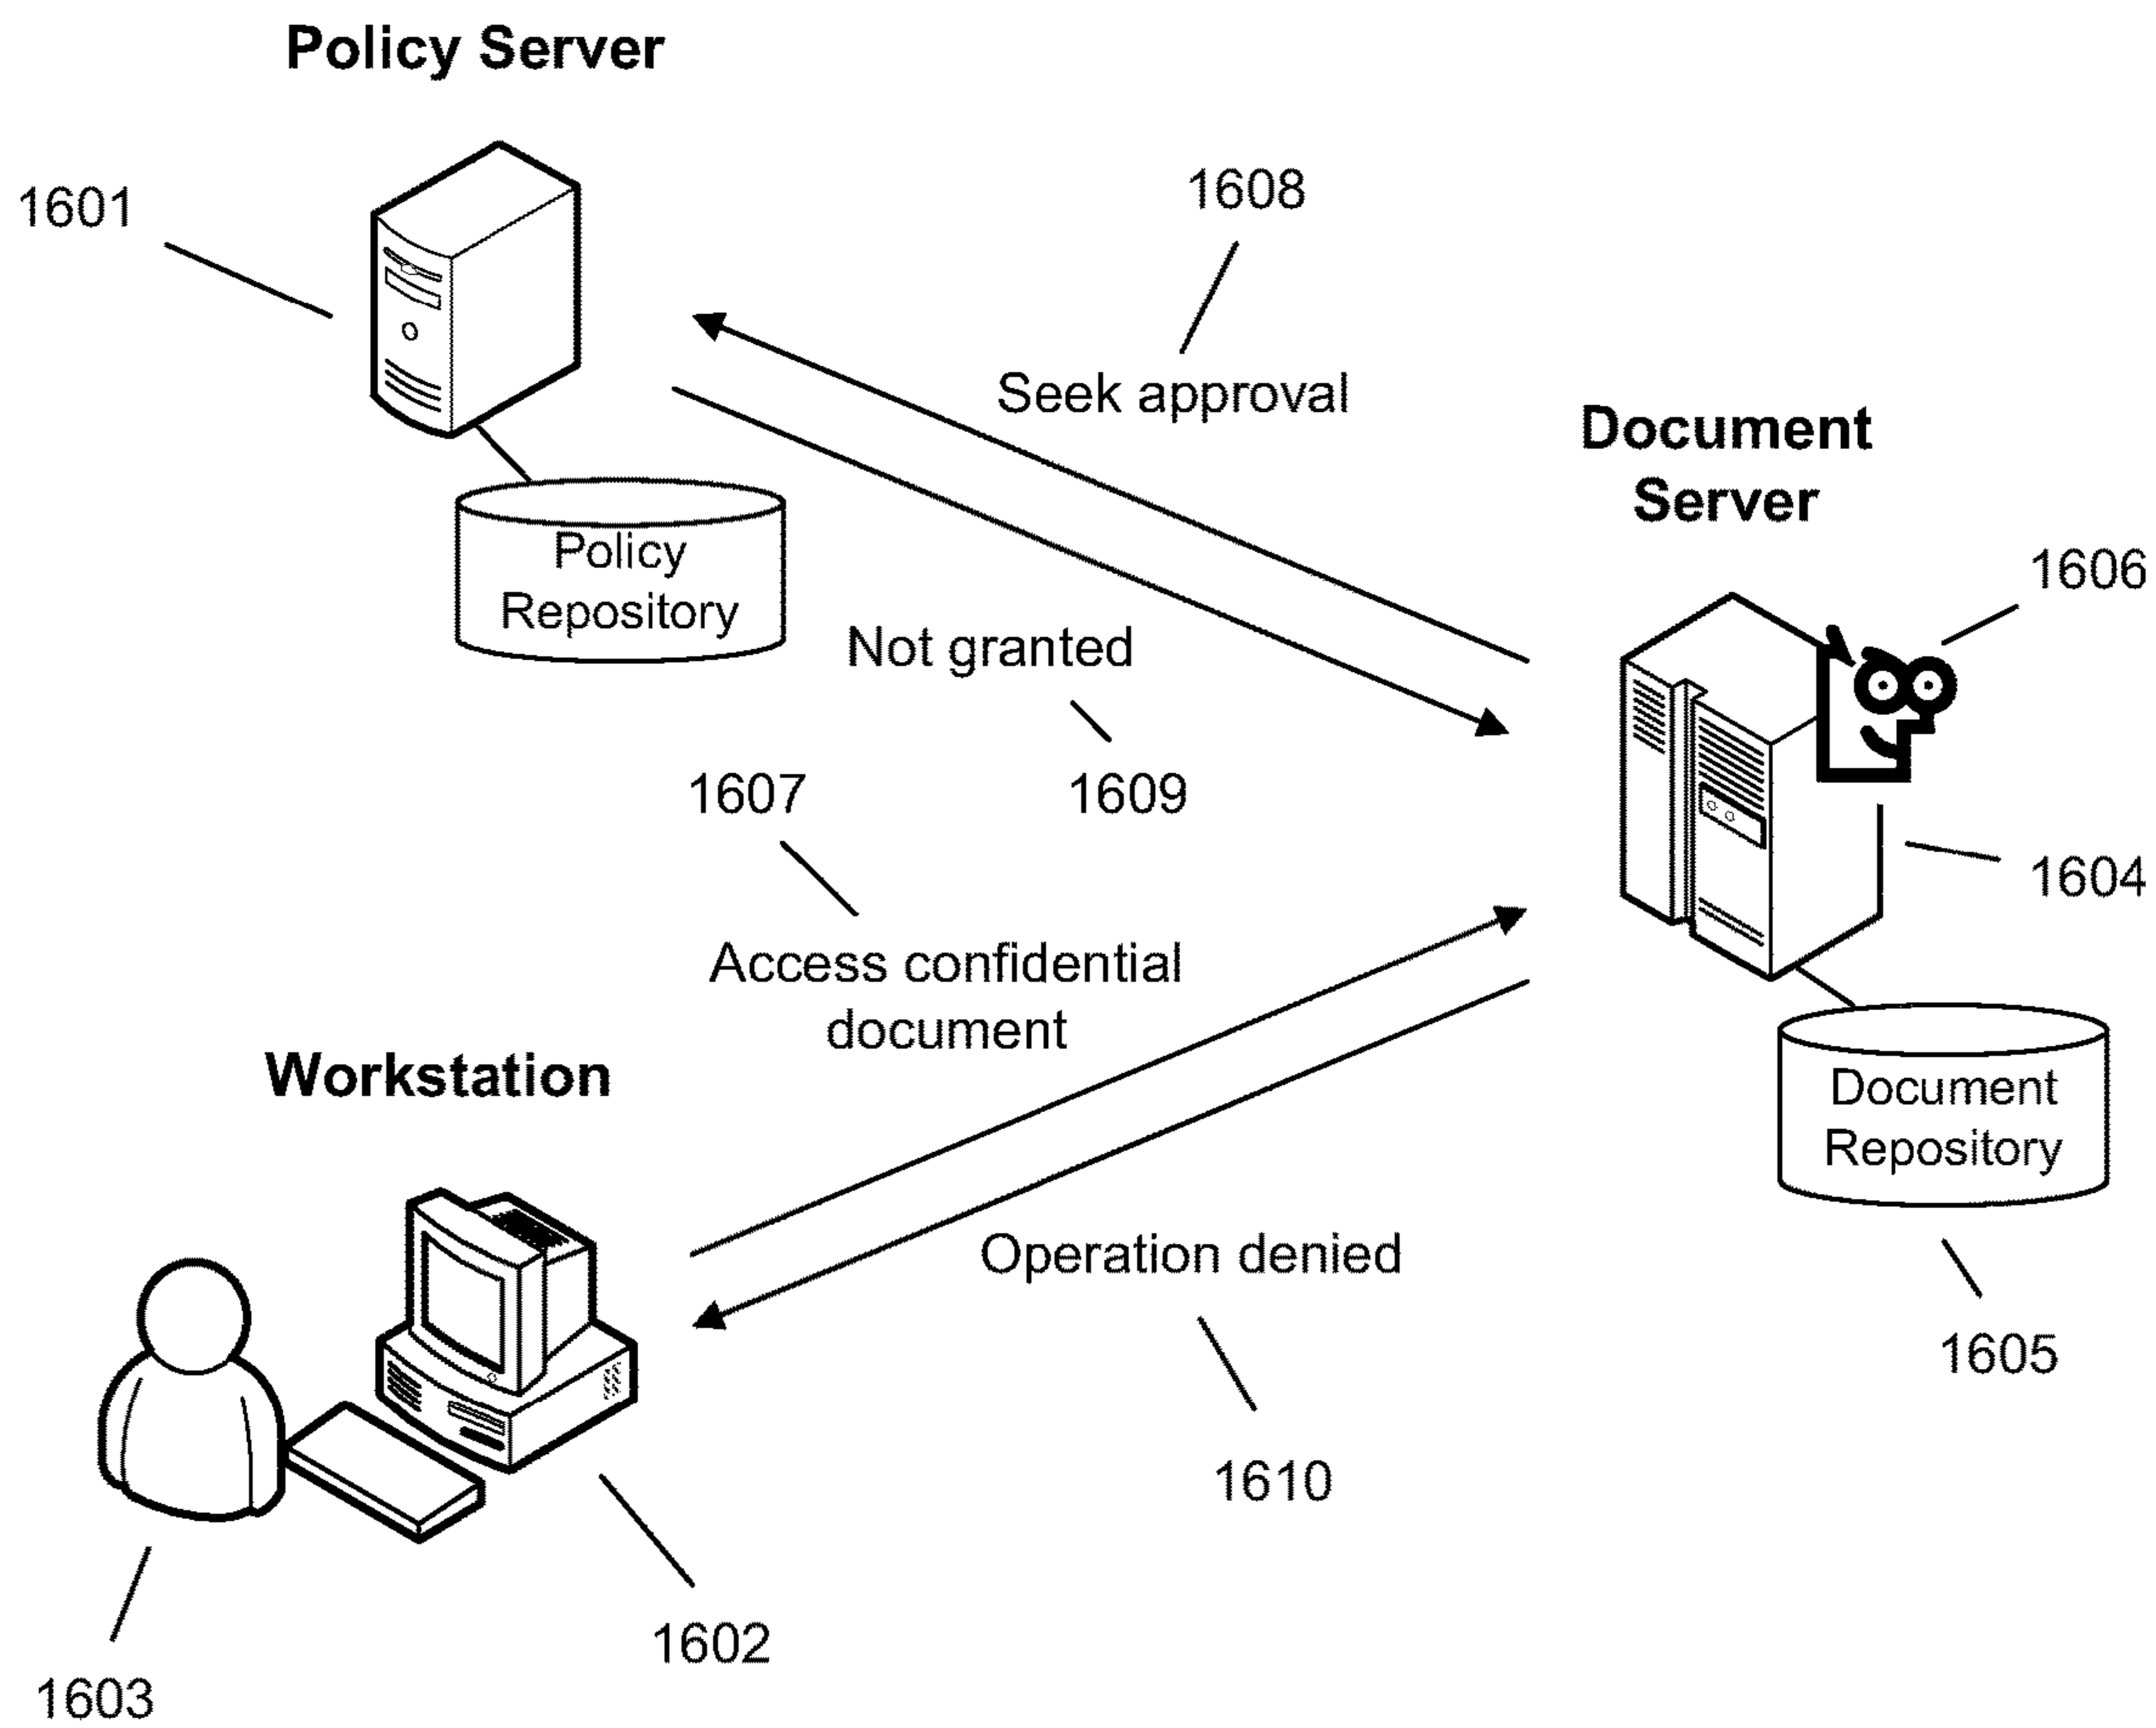 Policy Server
1601
1608
Seek approval
Document
Server
Policy
Repository
1606
Not granted
1607
1609
1604
Access confidential
document
Workstation
Document
Repository
Operation denied
1605
1610
1602
1603